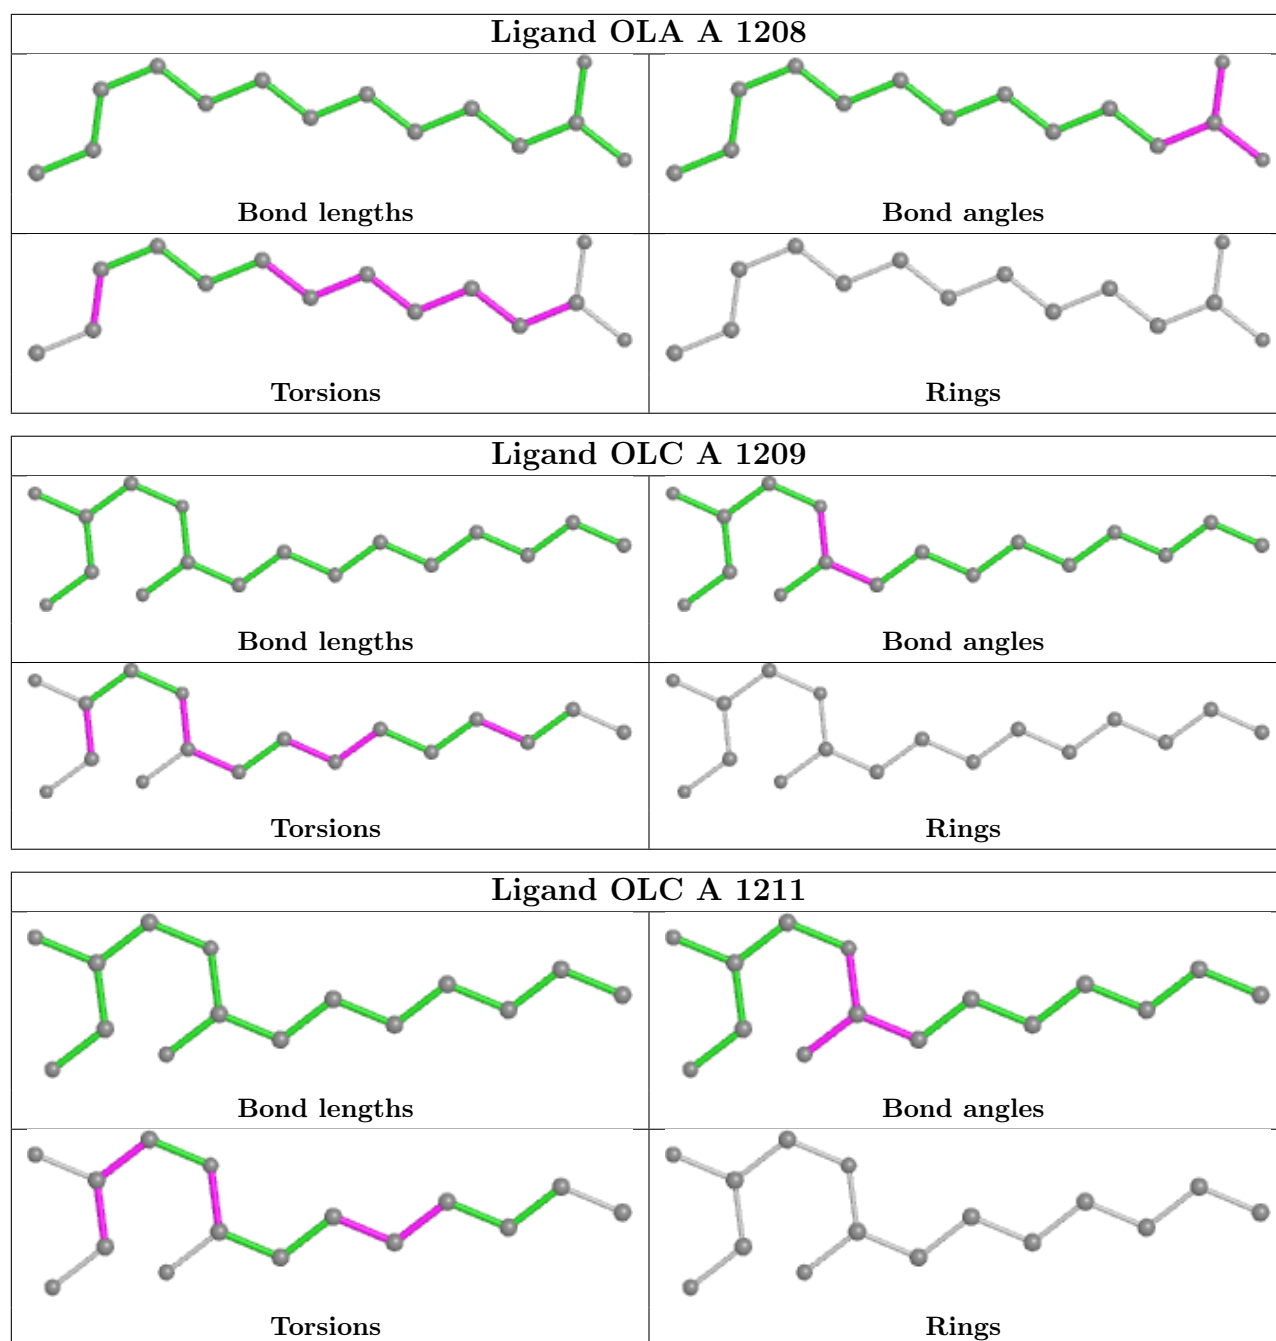 Ligand OLA A 1208
Bond lengths
Bond angles
Torsions
Rings
Ligand OLC A 1209
Bond lengths
Bond angles
Torsions
Rings
Ligand OLC A 1211
Bond lengths
Bond angles
Torsions
Rings